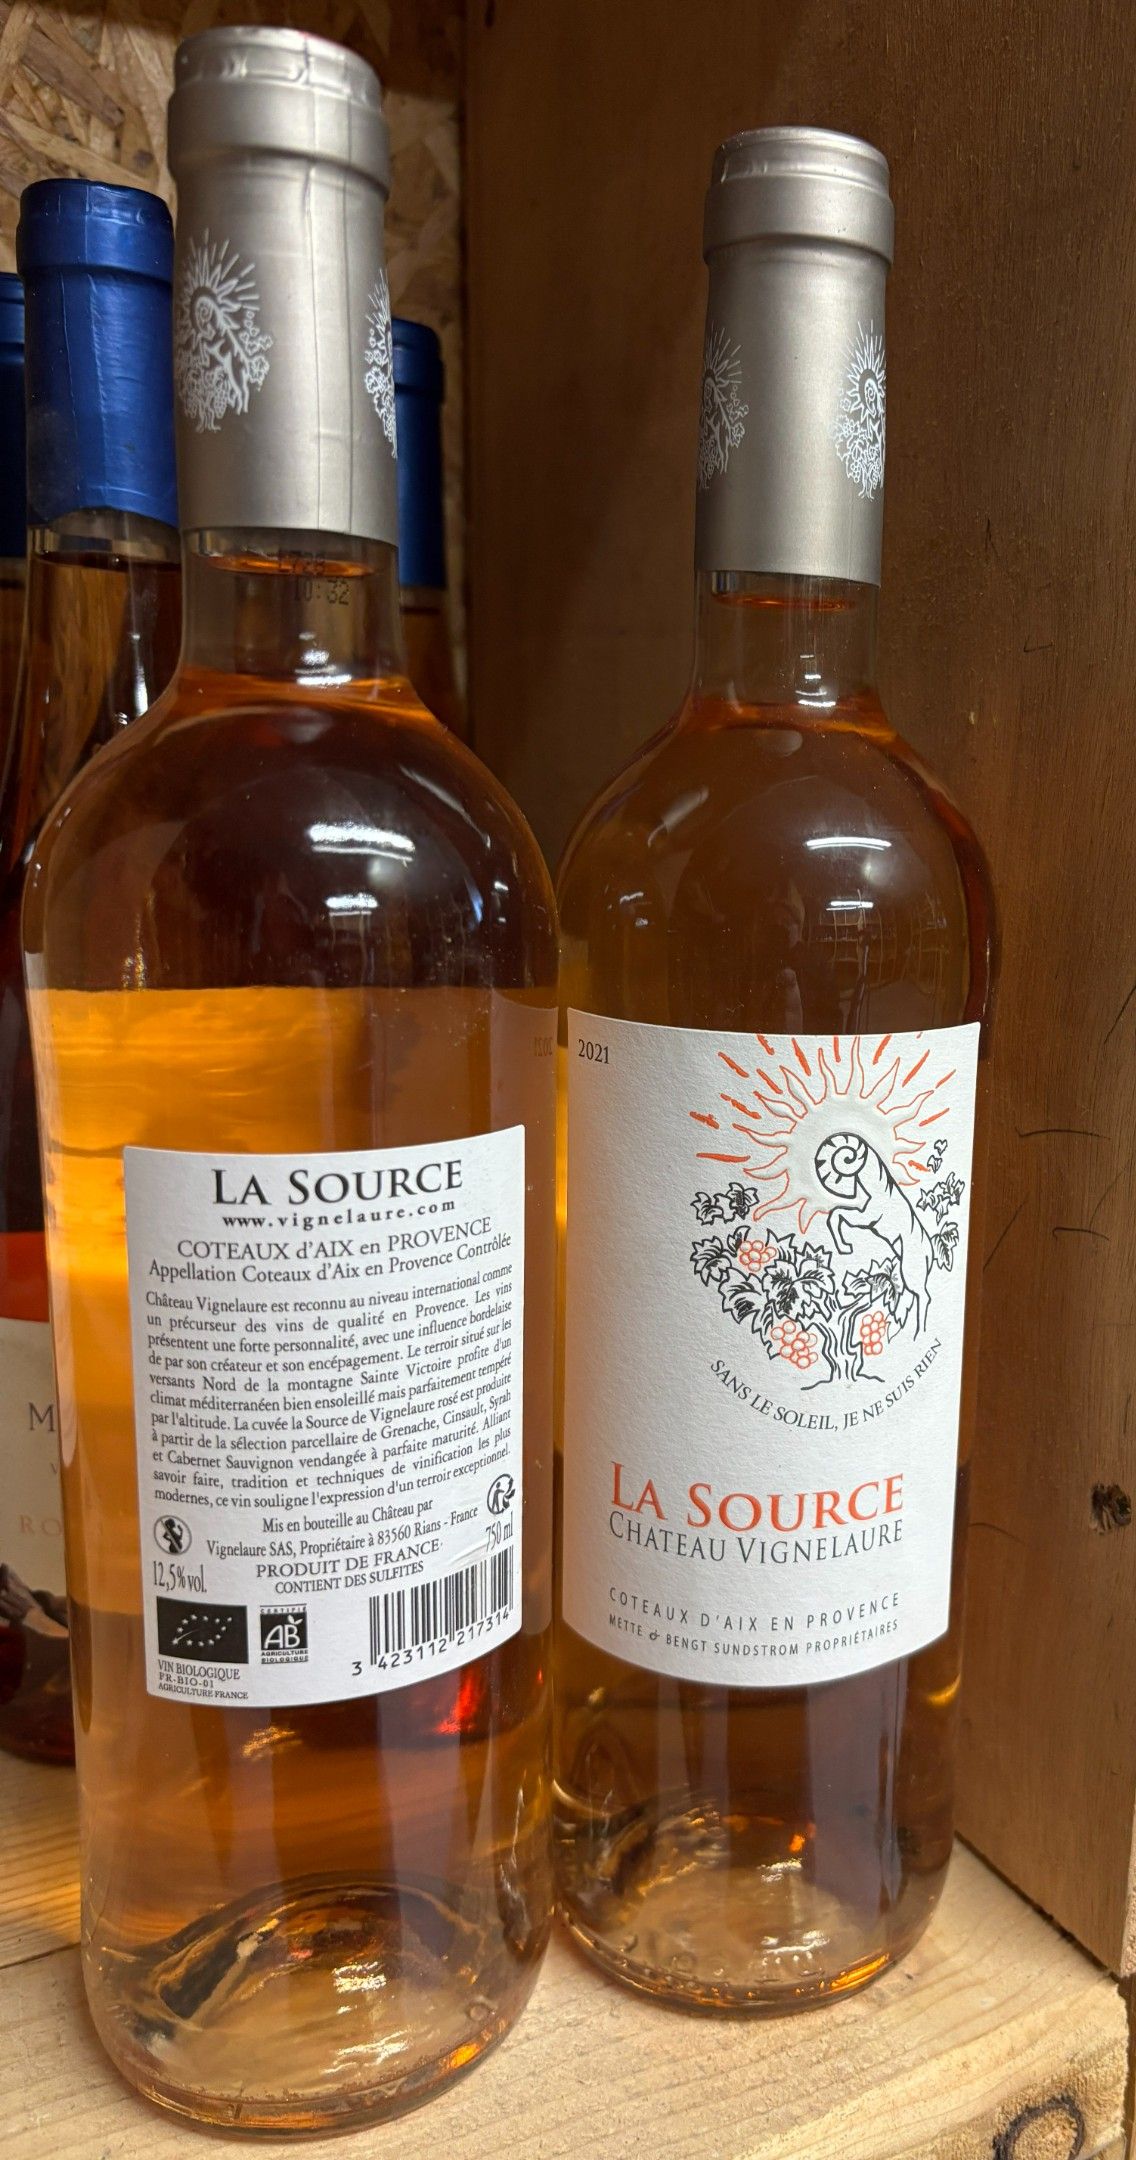 L729
10:32
LA SOURCE
www.vignelaure.com
COTEAUX d'AIX en PROVENCE
Appellation Coteaux d'Aix en Provence Contrôlée
Château Vignelaure est reconnu au niveau international comme
un précurseur des vins de qualité en Provence. Les vins
présentent une forte personnalité, avec une influence bordelaise
de par son créateur et son encépagement. Le terroir situé sur les
versants Nord de la montagne Sainte Victoire profite d'un
climat méditerranéen bien ensoleillé mais parfaitement tempéré
par l'altitude. La cuvée la Source de Vignelaure rosé est produite
à partir de la sélection parcellaire de Grenache, Cinsault, Syrah
et Cabernet Sauvignon vendangée à parfaite maturité. Alliant
savoir faire, tradition et techniques de vinification les plus
modernes, ce vin souligne l'expression d'un terroir exceptionnel.
Mis en bouteille au Château par
Vignelaure SAS, Propriétaire à 83560 Rians - France
12,5% vol.
PRODUIT DE FRANCE
750 ml
CONTIENT DES SULFITES
CERTIFIÉ
AB
AGRICULTURE
BIOLOGIQUE
VIN BIOLOGIQUE
FR-BIO-01
AGRICULTURE FRANCE
3 423112 217314
2021
SANS LE SOLEIL, JE NE SUIS RIEN
LA SOURCE
CHATEAU VIGNELAURE
COTEAUX D'AIX EN PROVENCE
METTE & BENGT SUNDSTROM PROPRIÉTAIRES